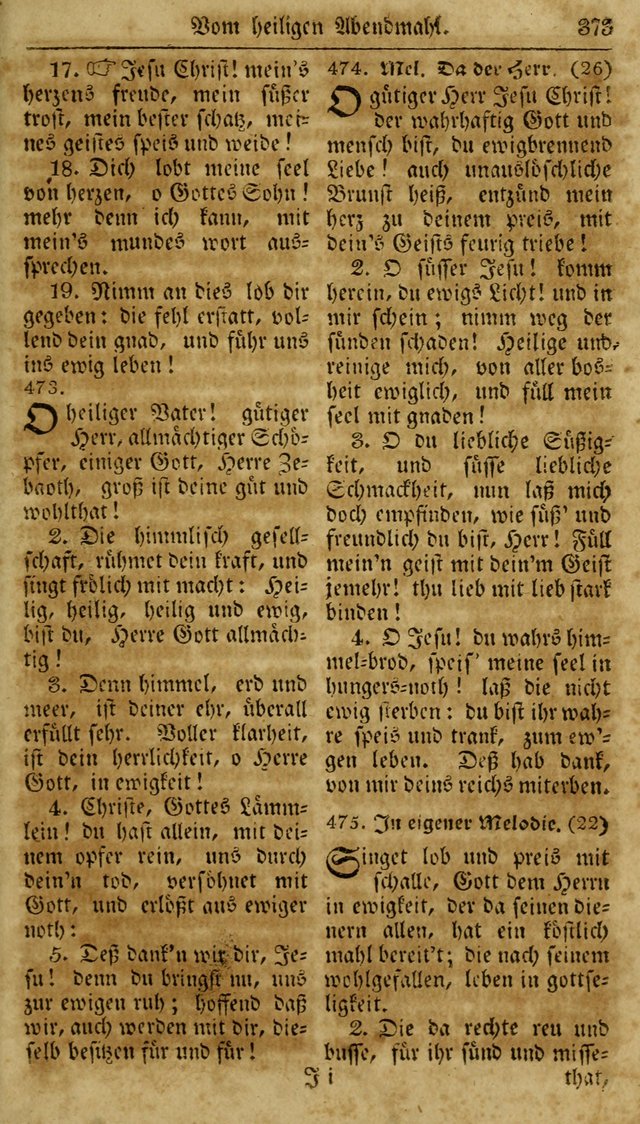 Vom heiligen Abendmahl. 373
17. ☞ Jesu Christ! mein's
herzens freude, mein süßer
trost, mein bester schatz, mei-
nes geistes speis und weide!
18. Dich lobt meine seel
von herzen, o Gottes Sohn!
mehr denn ich kann, mit
mein's mundes wort aus-
sprechen.
19. Nimm an dies lob dir
gegeben: die fehl erstatt, vol-
lend dein gnad, und führ uns
ins ewig leben!
473.
O heiliger Vater! gütiger
Herr, allmächtiger Schö-
pfer, einiger Gott, Herre Ze-
baoth, groß ist deine güt und
wohlthat!
2. Die himmlisch gesell-
schaft, rühmet dein kraft, und
singt frölich mit macht: Hei-
lig, heilig, heilig und ewig,
bist du, Herre Gott allmäch-
tig!
3. Denn himmel, erd und
meer, ist deiner ehr, überall
erfüllt sehr. Voller klarheit,
ist dein herrlichkeit, o Herre
Gott, in ewigkeit!
4. Christe, Gottes Lämm-
lein! du hast allein, mit dei-
nem opfer rein, uns durch
dein'n tod, versöhnet mit
Gott, und erlößt aus ewiger
noth:
5. Deß dank'n wir dir, Je-
su! denn du bringst nu, uns
zur ewigen ruh; hoffend daß
wir, auch werden mit dir, die-
selb besitzen für und für!
474. Mel. Da der Herr. (26)
O gütiger Herr Jesu Christ!
der wahrhaftig Gott und
mensch bist, du ewigbrennend
Liebe! auch unauslöschliche
Brunst heiß, entzünd mein
herz zu deinem preis, mit
dein's Geists feurig triebe!
2. O süsser Jesu! komm
herein, du ewigs Licht! und in
mir schein; nimm weg der
sünden schaden! Heilige und
reinige mich, von aller bos-
heit ewiglich, und füll mein
seel mit gnaden!
3. O du liebliche Süßig-
keit, und süsse liebliche
Schmackheit, nun laß mich
doch empfinden, wie süß' und
freundlich du bist, Herr! Füll
mein'n geist mit dein'm Geist
jemehr! thu lieb mit lieb stark
binden!
4. O Jesu! du wahrs him-
mel-brod, speis' meine seel in
hungers-noth! laß die nicht
ewig sterben: du bist ihr wah-
re speis und trank, zum ew'-
gen leben. Deß hab dank,
von mir deins reichs miterben.
475. In eigener Melodie. (22)
Singet lob und preis mit
schalle, Gott dem Herrn
in ewigkeit, der da seinen die-
nern allen, hat ein köstlich
mahl bereit't; die nach seinem
wohlgefallen, leben in gottse-
ligkeit.
2. Die da rechte reu und
busse, für ihr sünd und misse-
J i that,